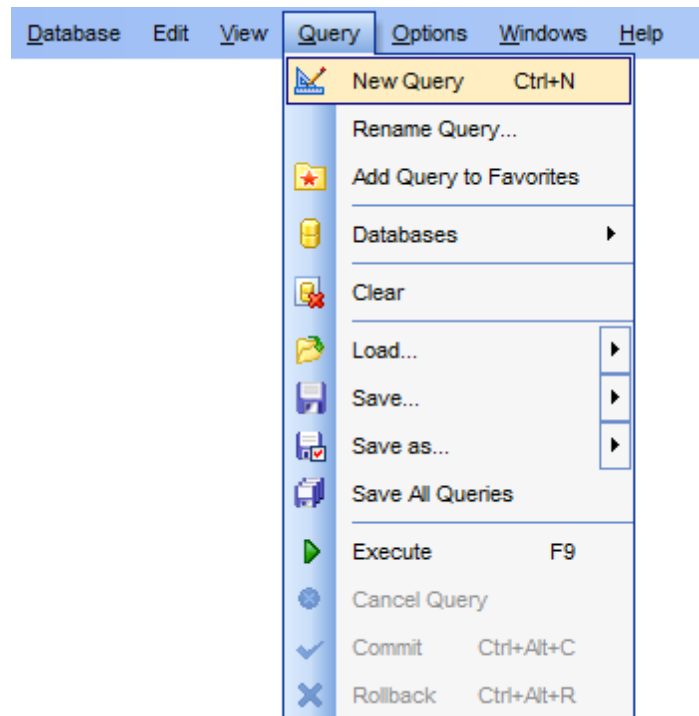 Database Edit View Query Options Windows Help
New Query Ctrl+N
Rename Query...
Add Query to Favorites
Databases
Clear
Load...
Save...
Save as...
Save All Queries
Execute F9
Cancel Query
Commit Ctrl+Alt+C
Rollback Ctrl+Alt+R